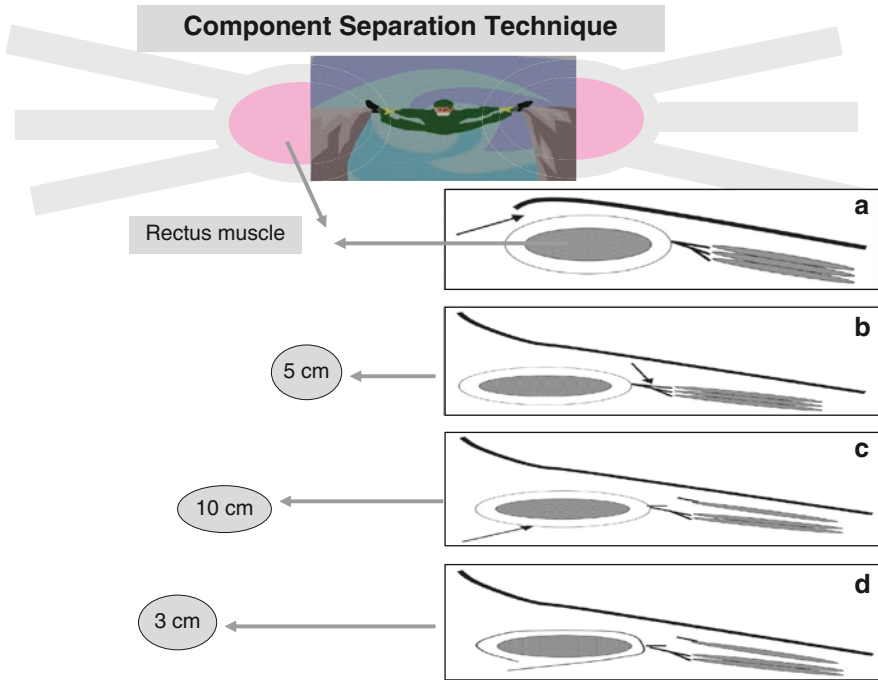 Component Separation Technique
a
Rectus muscle
b
5 cm
c
10 cm
d
3 cm